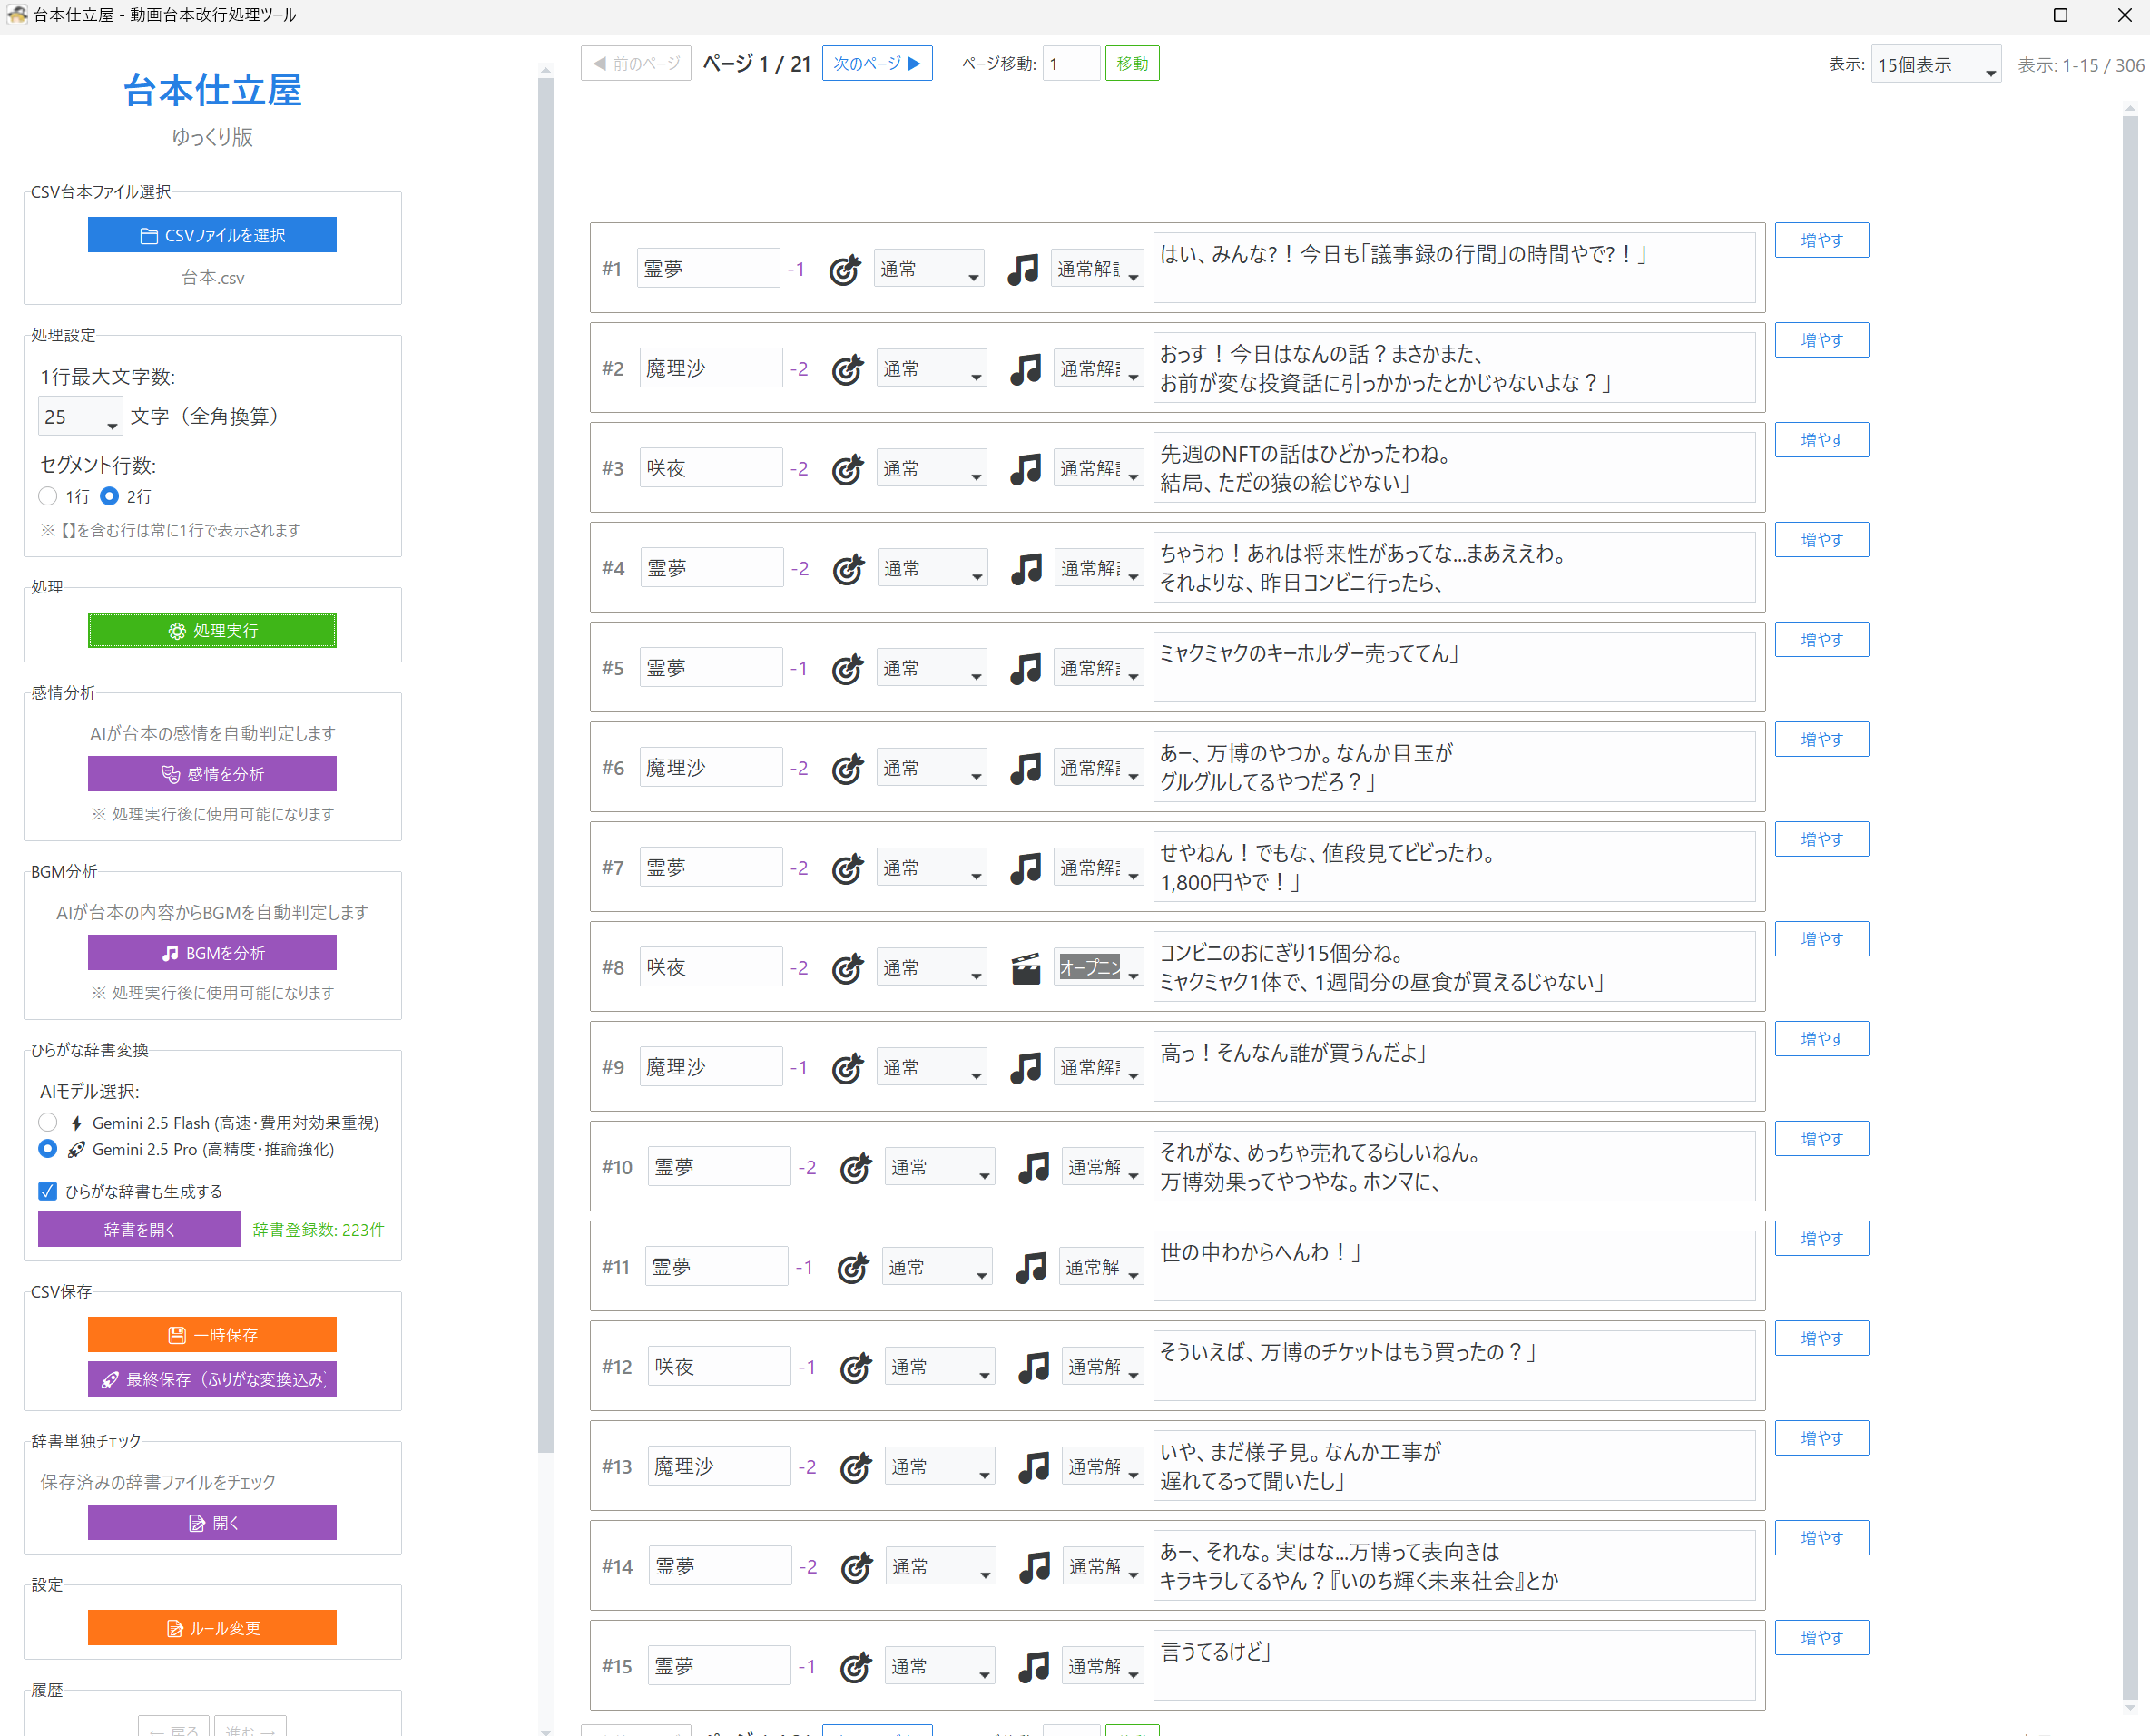 台本仕立屋 - 動画台本改行処理ツール
台本仕立屋
ゆっくり版
CSV台本ファイル選択
CSVファイルを選択
台本.csv
処理設定
1行最大文字数:
25 文字（全角換算）
セグメント行数:
1行 2行
※【】を含む行は常に1行で表示されます
処理
処理実行
感情分析
AIが台本の感情を自動判定します
感情を分析
※ 処理実行後に使用可能になります
BGM分析
AIが台本の内容からBGMを自動判定します
BGMを分析
※ 処理実行後に使用可能になります
ひらがな辞書変換
AIモデル選択:
Gemini 2.5 Flash (高速・費用対効果重視)
Gemini 2.5 Pro (高精度・推論強化)
ひらがな辞書も生成する
辞書を開く 辞書登録数: 223件
CSV保存
一時保存
最終保存（ふりがな変換込み
辞書単独チェック
保存済みの辞書ファイルをチェック
開く
設定
ルール変更
履歴
← 戻る 進む →
◀ 前のページ ページ 1 / 21 次のページ ▶ ページ移動: 1 移動 表示: 15個表示 表示: 1-15 / 306
#1 霊夢 -1 通常 通常解
はい、みんな?！今日も「議事録の行間」の時間やで?！」
増やす
#2 魔理沙 -2 通常 通常解
おっす！今日はなんの話？まさかまた、
お前が変な投資話に引っかかったとかじゃないよな？」
増やす
#3 咲夜 -2 通常 通常解
先週のNFTの話はひどかったわね。
結局、ただの猿の絵じゃない」
増やす
#4 霊夢 -2 通常 通常解
ちゃうわ！あれは将来性があってな...まあええわ。
それよりな、昨日コンビニ行ったら、
増やす
#5 霊夢 -1 通常 通常解
ミャクミャクのキーホルダー売っててん」
増やす
#6 魔理沙 -2 通常 通常解
あー、万博のやつか。なんか目玉が
グルグルしてるやつだろ？」
増やす
#7 霊夢 -2 通常 通常解
せやねん！でもな、値段見てビビったわ。
1,800円やで！」
増やす
#8 咲夜 -2 通常 オープニン
コンビニのおにぎり15個分ね。
ミャクミャク1体で、1週間分の昼食が買えるじゃない」
増やす
#9 魔理沙 -1 通常 通常解
高っ！そんなん誰が買うんだよ」
増やす
#10 霊夢 -2 通常 通常解
それがな、めっちゃ売れてるらしいねん。
万博効果ってやつやな。ホンマに、
増やす
#11 霊夢 -1 通常 通常解
世の中わからへんわ！」
増やす
#12 咲夜 -1 通常 通常解
そういえば、万博のチケットはもう買ったの？」
増やす
#13 魔理沙 -2 通常 通常解
いや、まだ様子見。なんか工事が
遅れてるって聞いたし」
増やす
#14 霊夢 -2 通常 通常解
あー、それな。実はな...万博って表向きは
キラキラしてるやん？『いのち輝く未来社会』とか
増やす
#15 霊夢 -1 通常 通常解
言うてるけど」
増やす